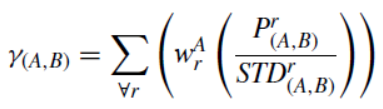 γ(A,B) = ∑∀r (w_r^A (P^r_(A,B) / STD^r_(A,B)))